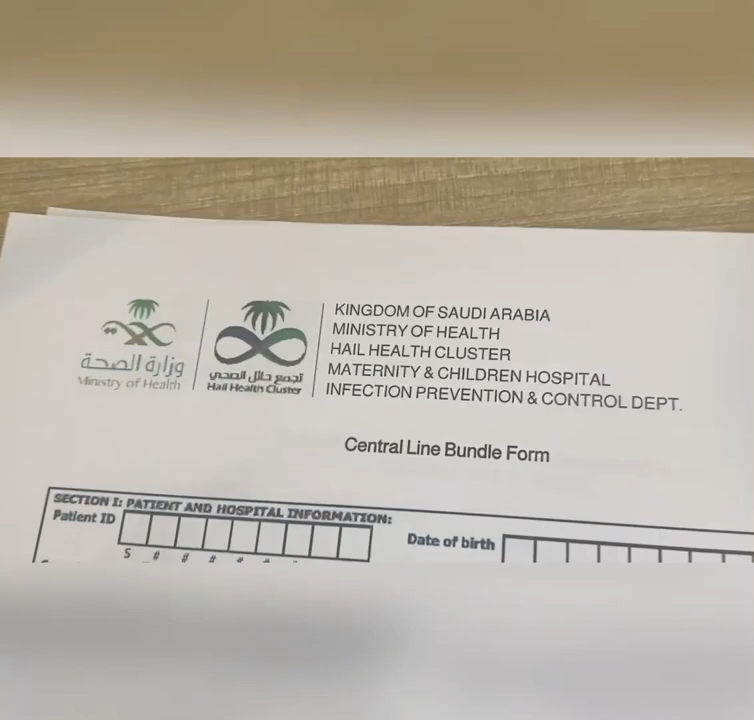 وزارة الصحة
Ministry of Health
تجمع حائل الصحي
Hail Health Cluster
KINGDOM OF SAUDI ARABIA
MINISTRY OF HEALTH
HAIL HEALTH CLUSTER
MATERNITY & CHILDREN HOSPITAL
INFECTION PREVENTION & CONTROL DEPT.
Central Line Bundle Form
SECTION I: PATIENT AND HOSPITAL INFORMATION:
Patient ID
S # # # # #
Date of birth